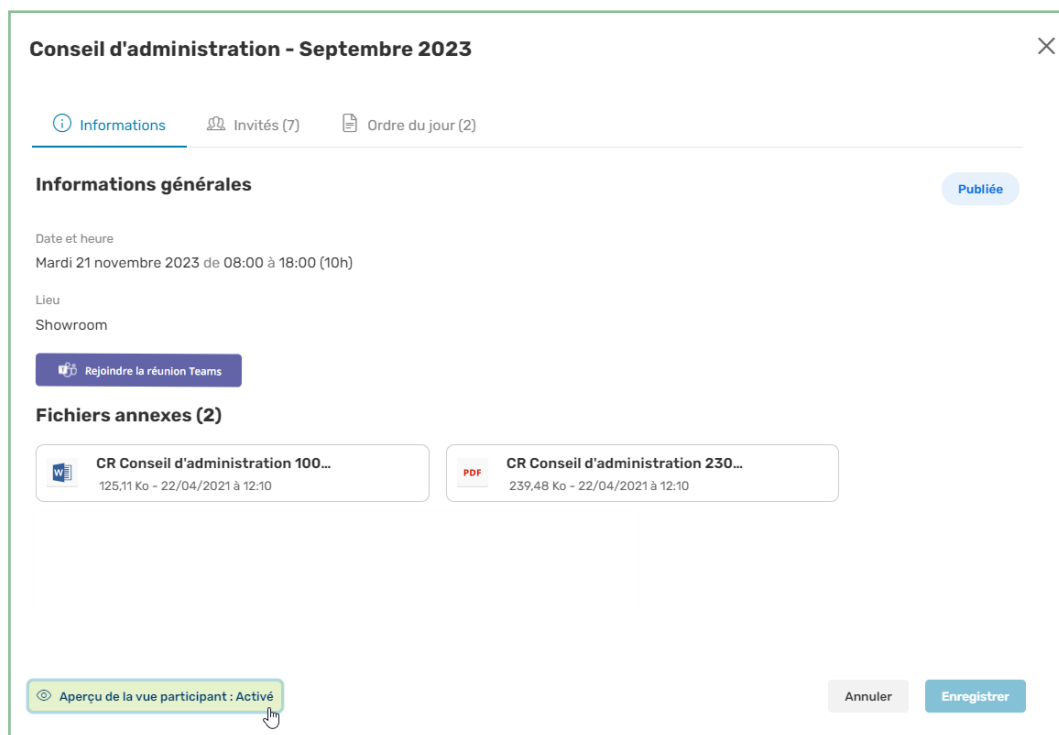 Conseil d'administration - Septembre 2023
Informations
Invités (7)
Ordre du jour (2)
Informations générales
Publiée
Date et heure
Mardi 21 novembre 2023 de 08:00 à 18:00 (10h)
Lieu
Showroom
Rejoindre la réunion Teams
Fichiers annexes (2)
CR Conseil d'administration 100...
125,11 Ko - 22/04/2021 à 12:10
PDF
CR Conseil d'administration 230...
239,48 Ko - 22/04/2021 à 12:10
Aperçu de la vue participant : Activé
Annuler
Enregistrer